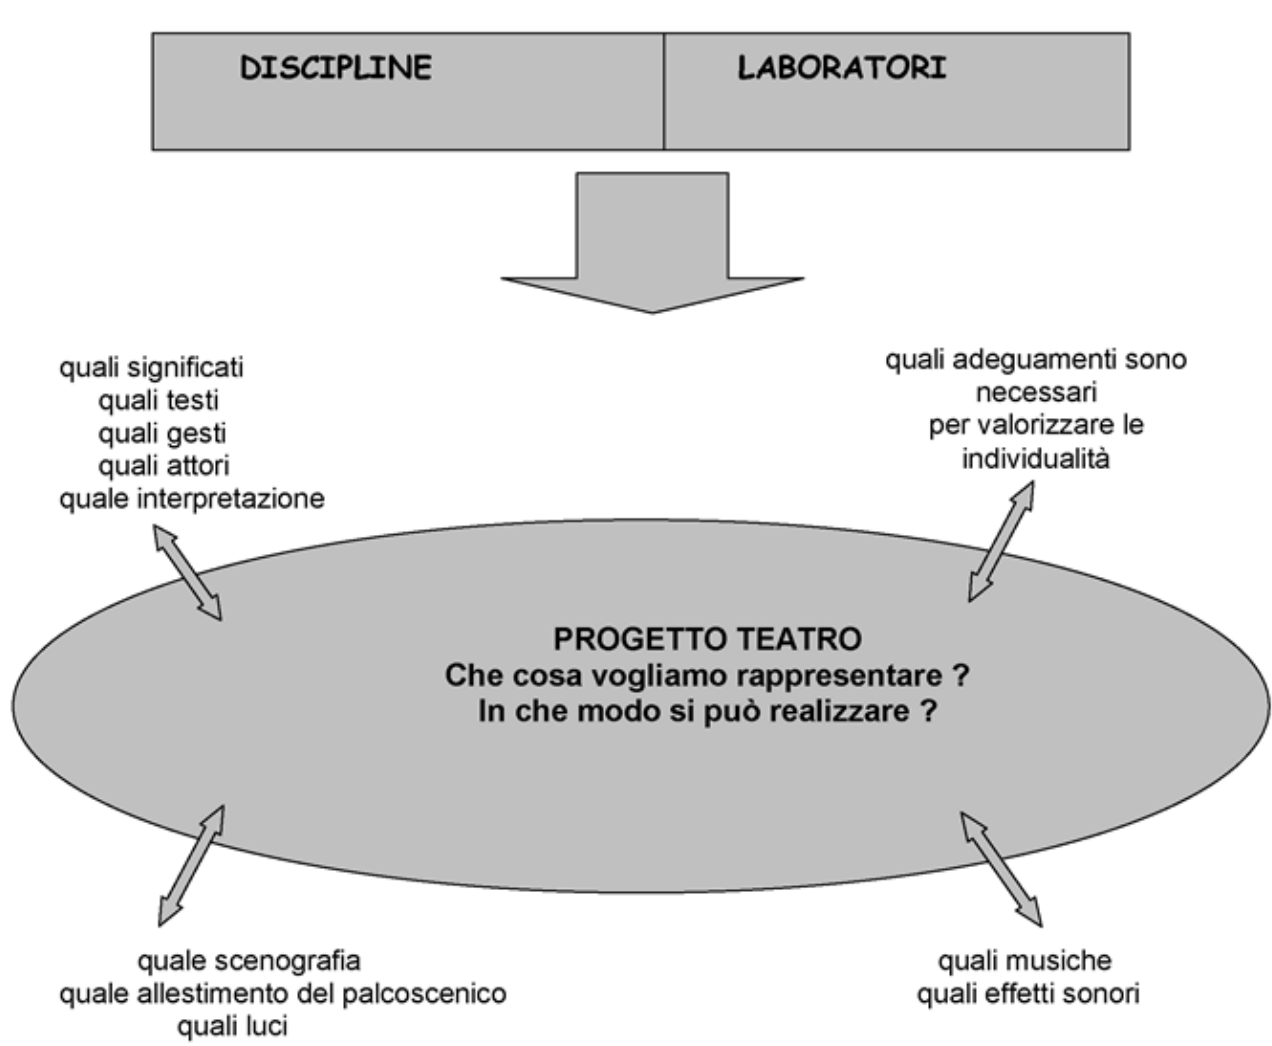 DISCIPLINE
LABORATORI
quali significati
quali testi
quali gesti
quali attori
quale interpretazione
quali adeguamenti sono
necessari
per valorizzare le
individualità
PROGETTO TEATRO
Che cosa vogliamo rappresentare ?
In che modo si può realizzare ?
quale scenografia
quale allestimento del palcoscenico
quali luci
quali musiche
quali effetti sonori